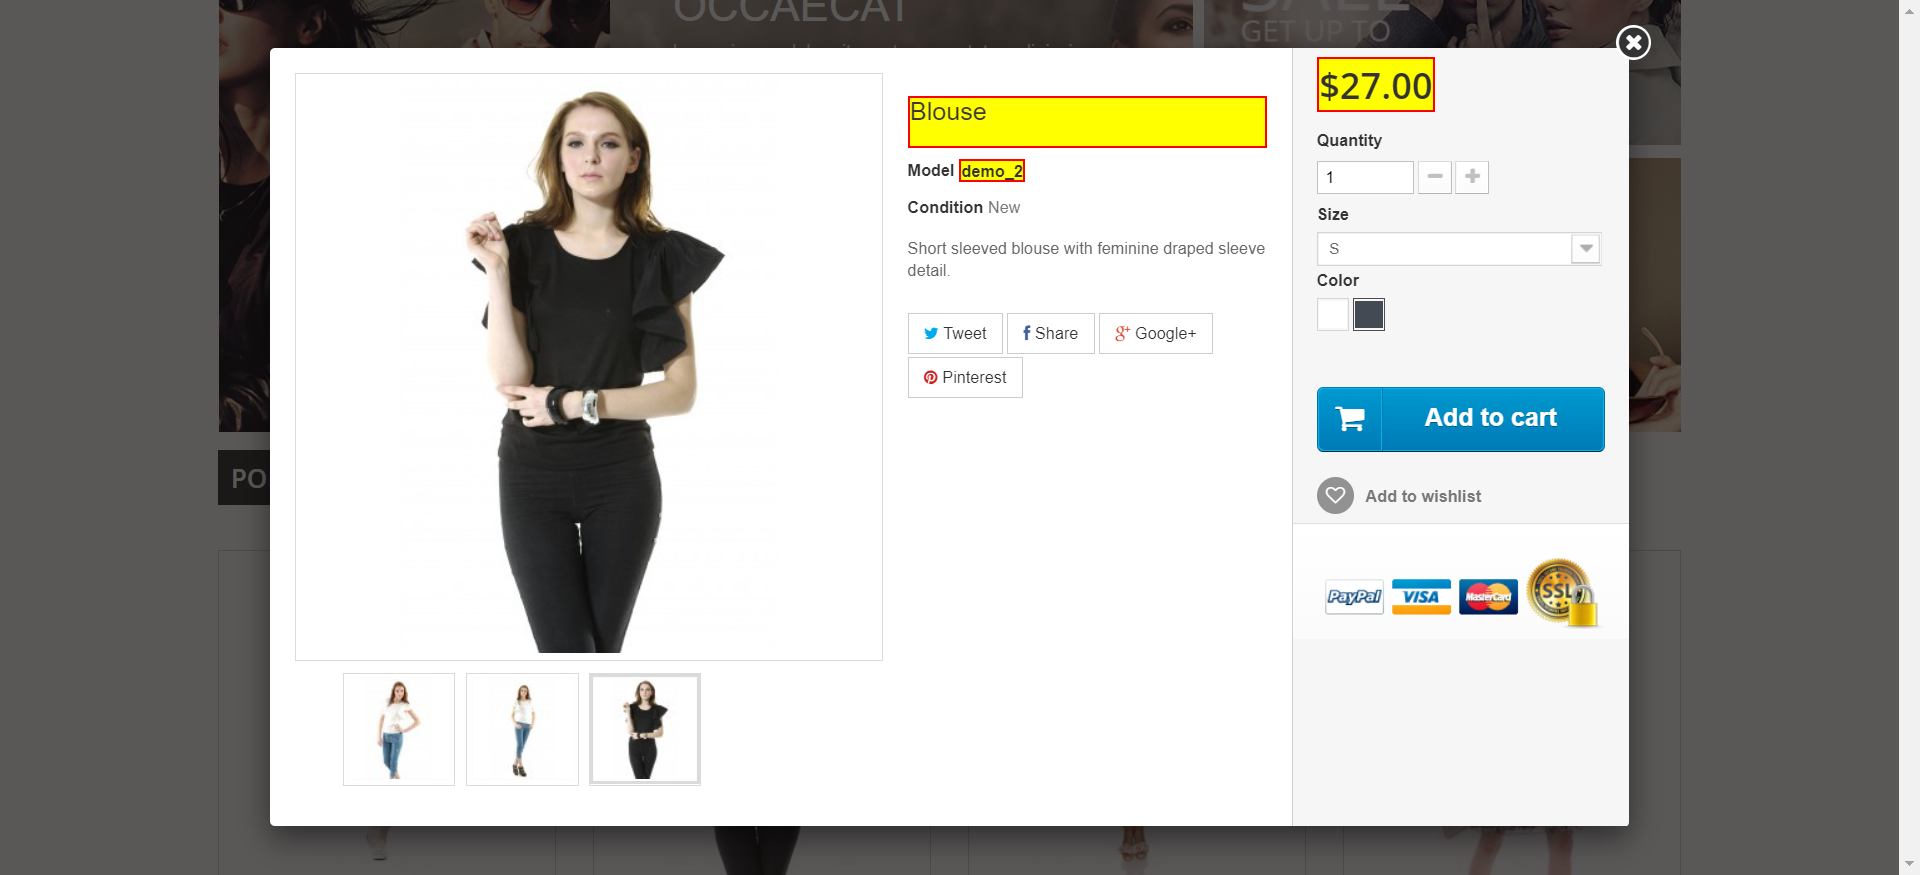 OCCAECAT
SALE
GET UP TO
$27.00
Blouse
Quantity
Model demo_2
1
Condition New
Size
S
Short sleeved blouse with feminine draped sleeve
detail.
Color
Tweet
Share
Google+
Pinterest
Add to cart
PO
Add to wishlist
PayPal
VISA
MasterCard
SSL